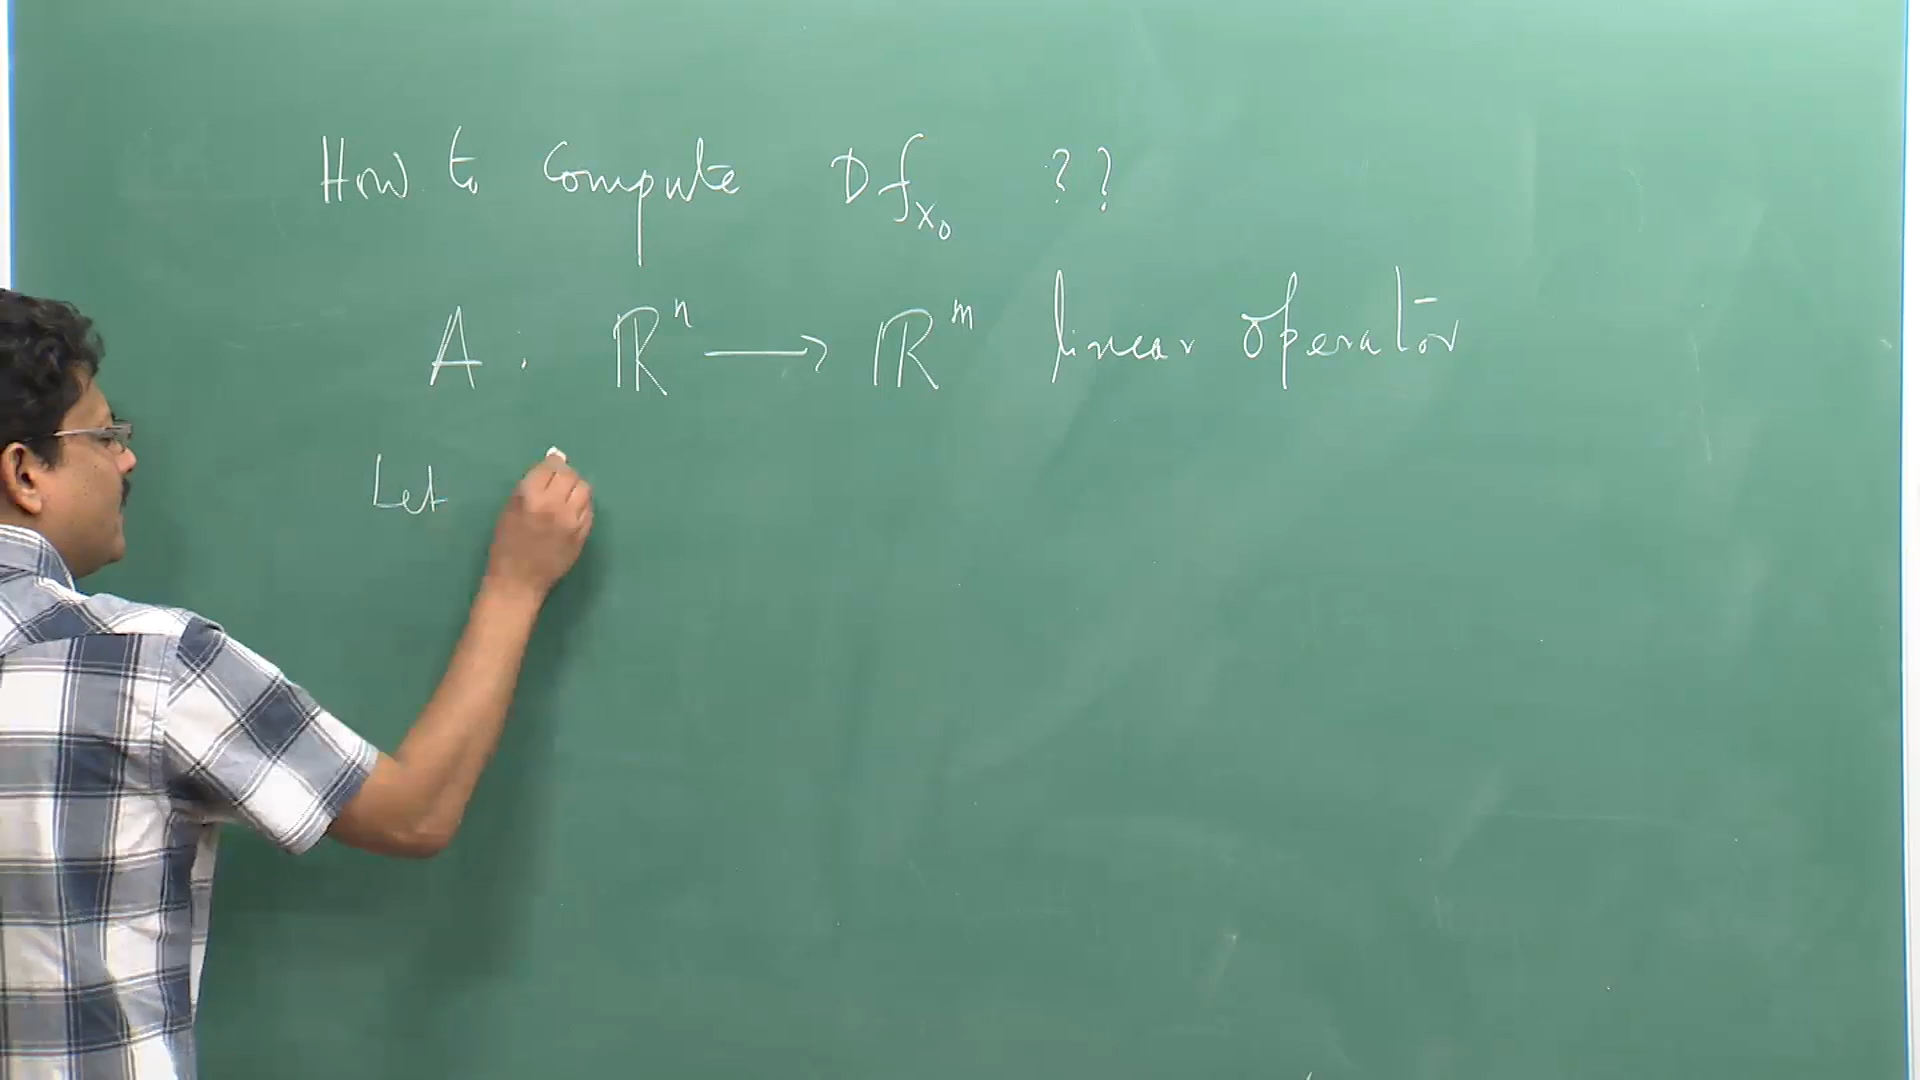 How to compute Df_{x_0} ??
A : ℝ^n ⟶ ℝ^m linear operator
Let